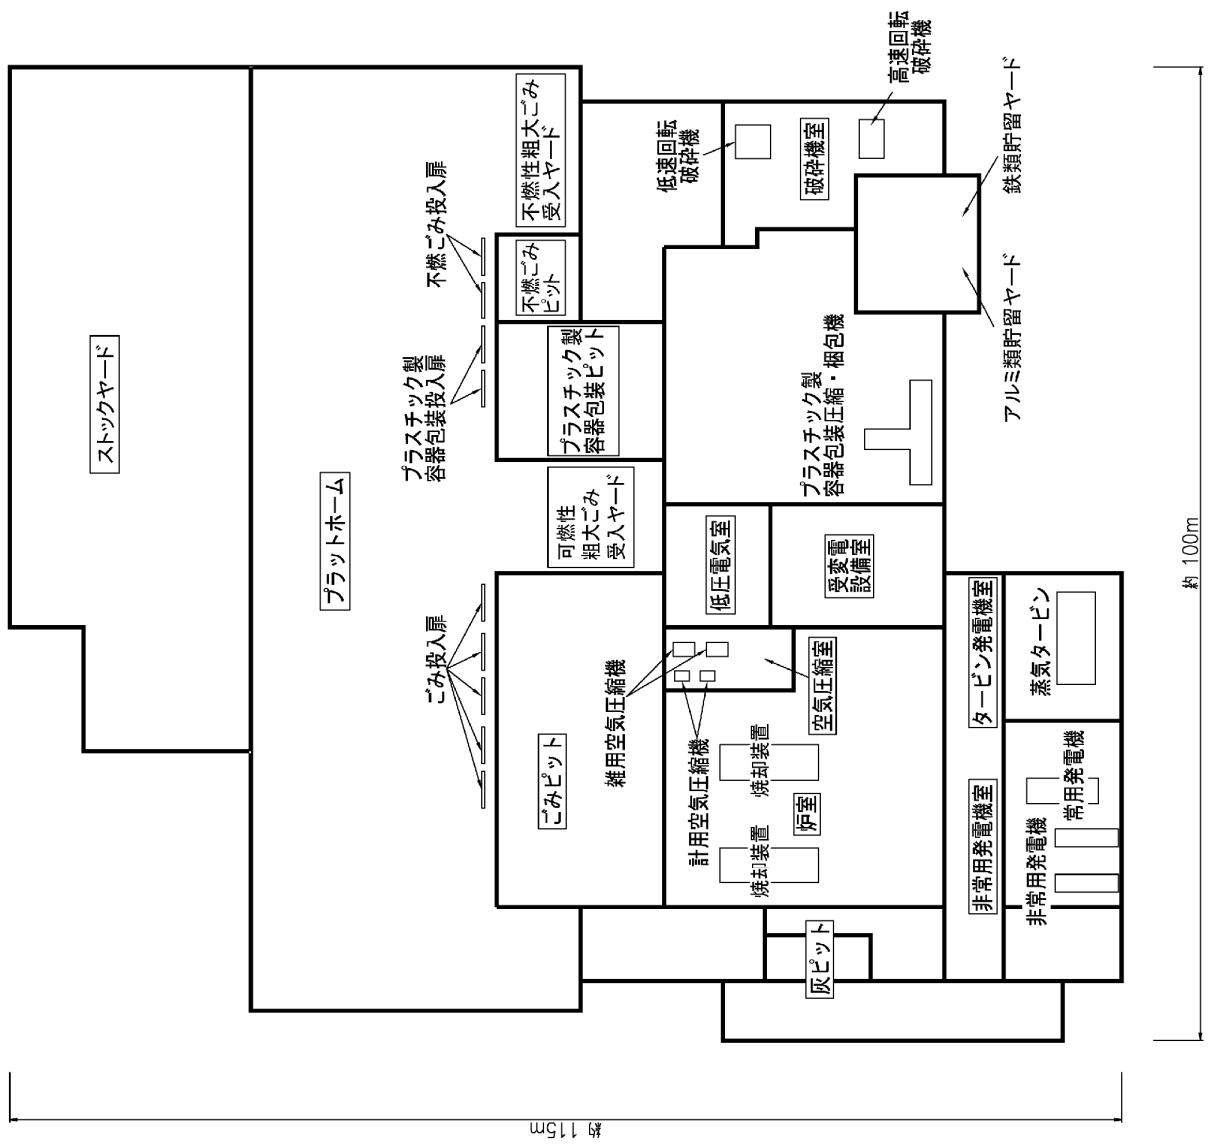 ストックヤード
プラットホーム
ごみ投入扉
プラスチック製
容器包装投入扉
不燃ごみ投入扉
ごみピット
可燃性
粗大ごみ
受入ヤード
プラスチック製
容器包装ピット
不燃ごみ
ピット
不燃性粗大ごみ
受入ヤード
雑用空気圧縮機
計用空気圧縮機
空気圧縮室
焼却装置
焼却装置
炉室
灰ピット
低圧電気室
受変電
設備室
プラスチック製
容器包装圧縮・梱包機
低速回転
破砕機
破砕機室
高速回転
破砕機
アルミ類貯留ヤード
鉄類貯留ヤード
非常用発電機室
タービン発電機室
非常用発電機
常用発電機
蒸気タービン
約 100m
約 115m